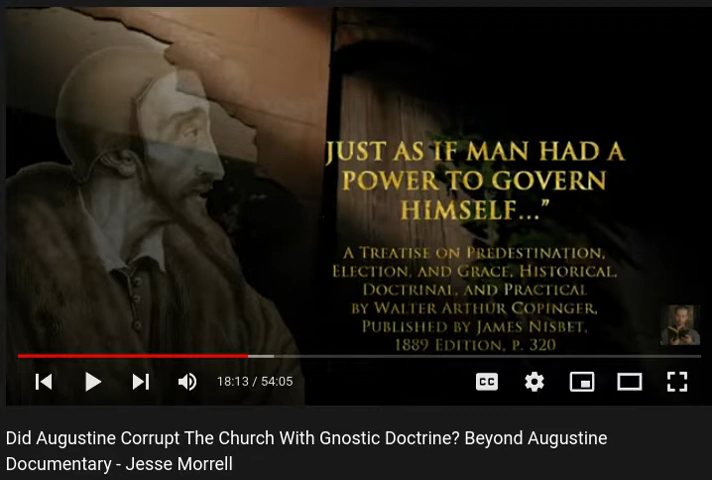 JUST AS IF MAN HAD A
POWER TO GOVERN
HIMSELF..."
A TREATISE ON PREDESTINATION,
ELECTION, AND GRACE, HISTORICAL,
DOCTRINAL, AND PRACTICAL
BY WALTER ARTHUR COPINGER,
PUBLISHED BY JAMES NISBET,
1889 EDITION, P. 320
18:13 / 54:05
CC
Did Augustine Corrupt The Church With Gnostic Doctrine? Beyond Augustine
Documentary - Jesse Morrell